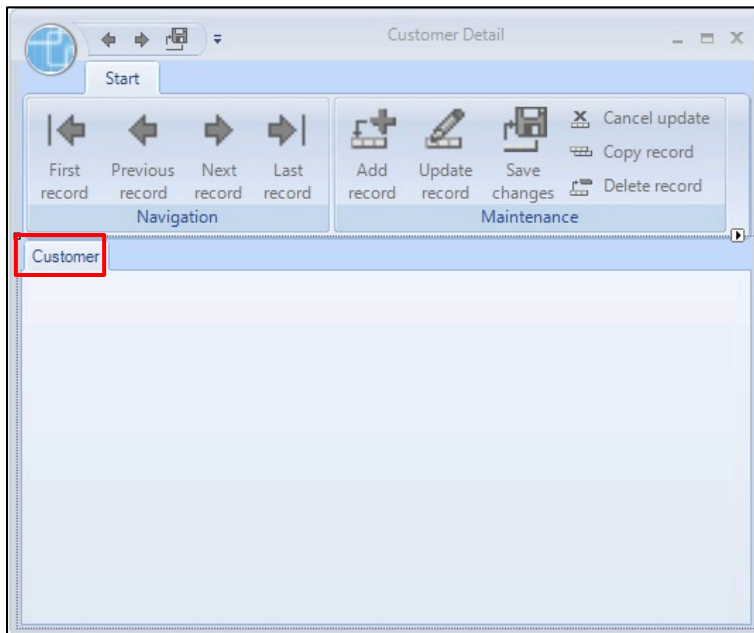 Customer Detail
Start
First record
Previous record
Next record
Last record
Navigation
Add record
Update record
Save changes
Cancel update
Copy record
Delete record
Maintenance
Customer